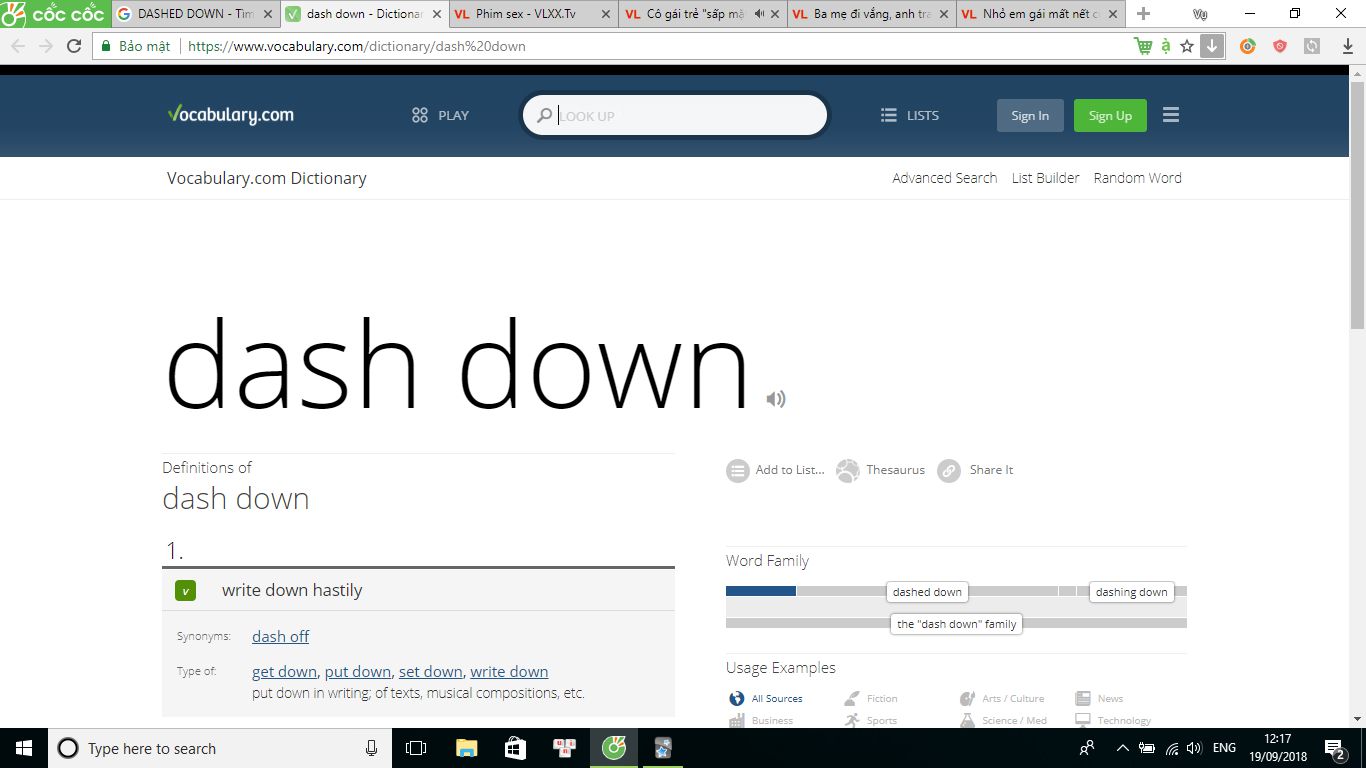 cốc cốc DASHED DOWN - Tìm dash down - Dictionar Phim sex - VLXX.Tv Cô gái trẻ "sấp mặ Ba mẹ đi vắng, anh tra Nhỏ em gái mất nết c Vụ
Bảo mật https://www.vocabulary.com/dictionary/dash%20down
Vocabulary.com PLAY LOOK UP LISTS Sign In Sign Up
Vocabulary.com Dictionary Advanced Search List Builder Random Word
dash down
Definitions of
dash down
Add to List... Thesaurus Share It
1.
v write down hastily
Synonyms: dash off
Type of: get down, put down, set down, write down
put down in writing; of texts, musical compositions, etc.
Word Family
dashed down dashing down
the "dash down" family
Usage Examples
All Sources Fiction Arts / Culture News
Business Sports Science / Med Technology
Type here to search ENG 12:17
19/09/2018 2